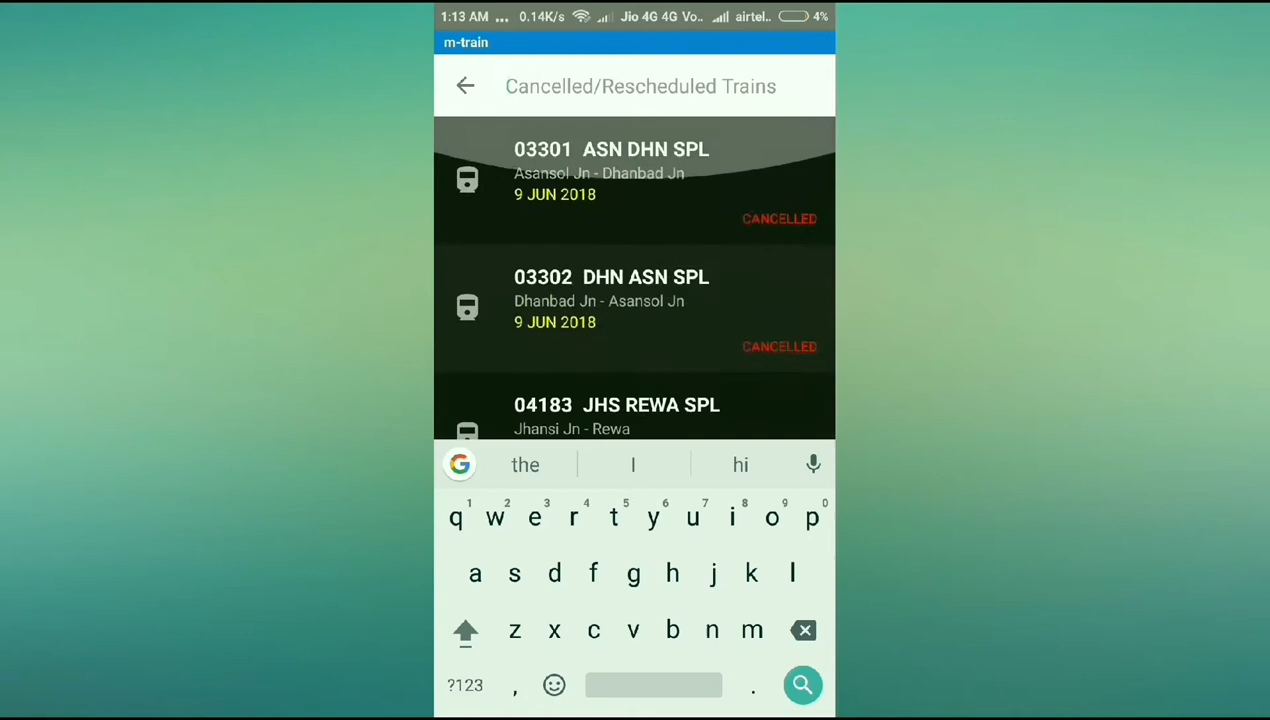 1:13 AM ... 0.14K/s Jio 4G 4G Vo.. airtel.. 4%
m-train
Cancelled/Rescheduled Trains
03301 ASN DHN SPL
Asansol Jn - Dhanbad Jn
9 JUN 2018
CANCELLED
03302 DHN ASN SPL
Dhanbad Jn - Asansol Jn
9 JUN 2018
CANCELLED
04183 JHS REWA SPL
Jhansi Jn - Rewa
G the I hi
1 2 3 4 5 6 7 8 9 0
q w e r t y u i o p
a s d f g h j k l
z x c v b n m
?123 , .